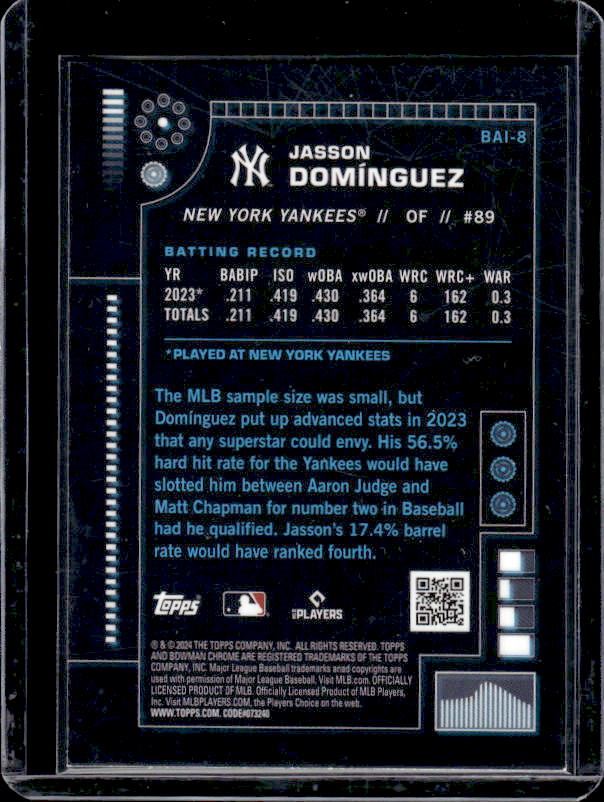 BAI-8
NY
JASSON
DOMÍNGUEZ
NEW YORK YANKEES® // OF // #89
BATTING RECORD
YR BABIP ISO wOBA xwOBA WRC WRC+ WAR
2023* .211 .419 .430 .364 6 162 0.3
TOTALS .211 .419 .430 .364 6 162 0.3
*PLAYED AT NEW YORK YANKEES
The MLB sample size was small, but
Domínguez put up advanced stats in 2023
that any superstar could envy. His 56.5%
hard hit rate for the Yankees would have
slotted him between Aaron Judge and
Matt Chapman for number two in Baseball
had he qualified. Jasson's 17.4% barrel
rate would have ranked fourth.
Topps MLB PLAYERS
® & © 2024 THE TOPPS COMPANY, INC. ALL RIGHTS RESERVED. TOPPS
AND BOWMAN CHROME ARE REGISTERED TRADEMARKS OF THE TOPPS
COMPANY, INC. Major League Baseball trademarks anad copyrights are
used with permission of Major League Baseball. Visit MLB.com. OFFICIALLY
LICENSED PRODUCT OF MLB. Officially Licensed Product of MLB Players,
Inc. Visit MLBPLAYERS.COM, the Players Choice on the web.
WWW.TOPPS.COM. CODE#073240